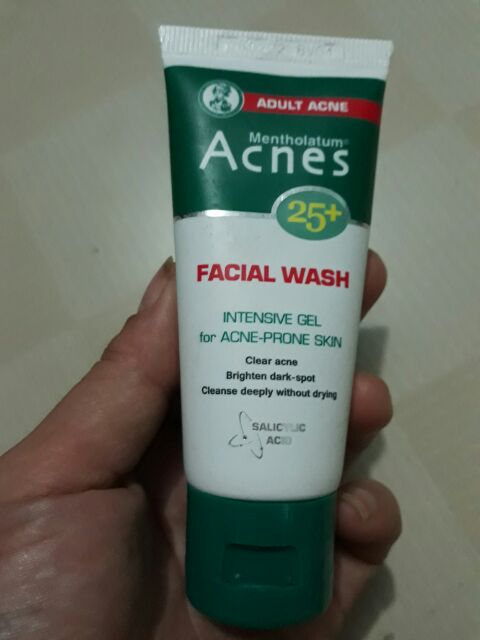 ADULT ACNE
Mentholatum®
Acnes
25+
FACIAL WASH
INTENSIVE GEL
for ACNE-PRONE SKIN
Clear acne
Brighten dark-spot
Cleanse deeply without drying
SALICYLIC
ACID